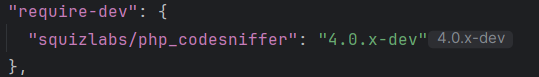 "require-dev": {
"squizlabs/php_codesniffer": "4.0.x-dev" 4.0.x-dev
},